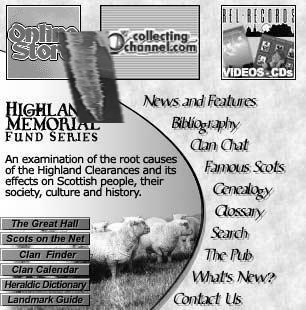 Online
Store
collecting
channel.com
REL-RECORDS
VIDEOS - CDs
HIGHLAND
MEMORIAL
FUND SERIES
An examination of the root causes
of the Highland Clearances and its
effects on Scottish people, their
society, culture and history.
The Great Hall
Scots on the Net
Clan Finder
Clan Calendar
Heraldic Dictionary
Landmark Guide
News and Features
Bibliography
Clan Chat
Famous Scots
Genealogy
Glossary
Search
The Pub
What's New?
Contact Us